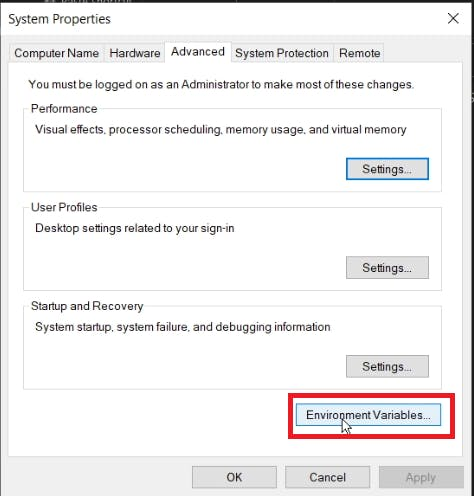 System Properties
Computer Name Hardware Advanced System Protection Remote
You must be logged on as an Administrator to make most of these changes.
Performance
Visual effects, processor scheduling, memory usage, and virtual memory
Settings...
User Profiles
Desktop settings related to your sign-in
Settings...
Startup and Recovery
System startup, system failure, and debugging information
Settings...
Environment Variables...
OK Cancel Apply